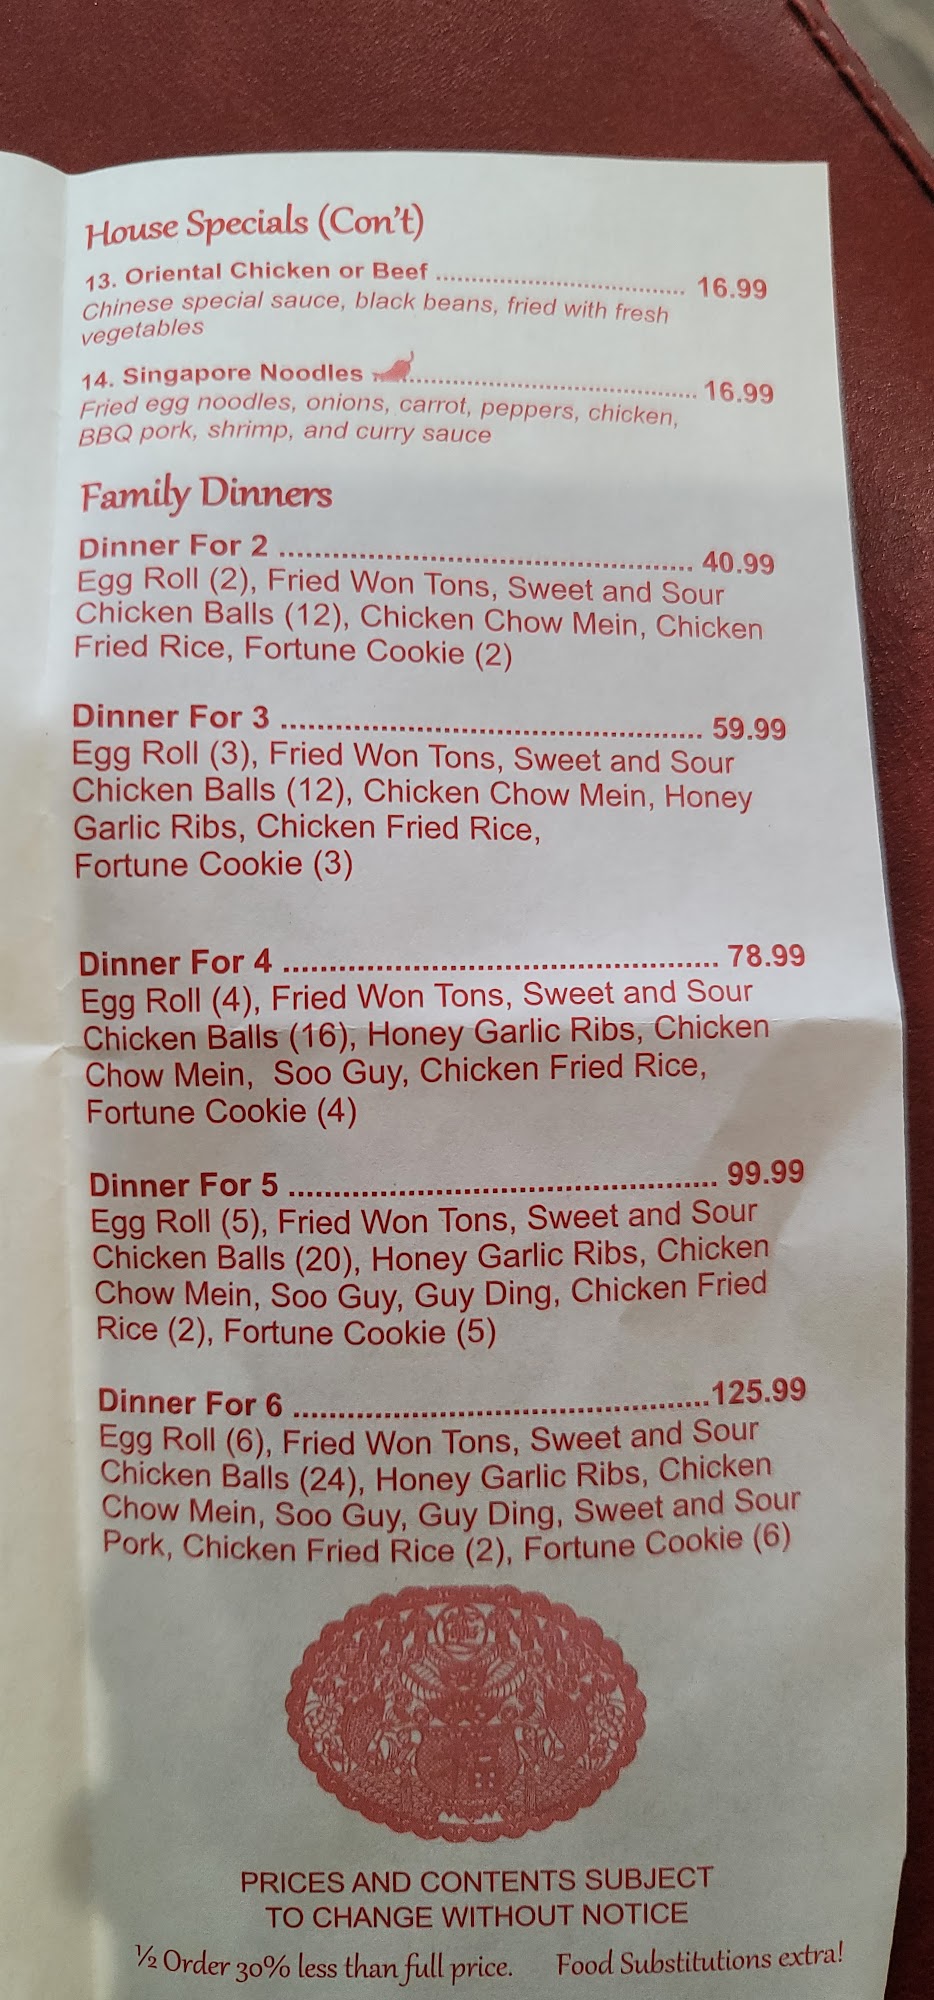 House Specials (Con't)
13. Oriental Chicken or Beef ........................................ 16.99
Chinese special sauce, black beans, fried with fresh
vegetables
14. Singapore Noodles ........................................ 16.99
Fried egg noodles, onions, carrot, peppers, chicken,
BBQ pork, shrimp, and curry sauce
Family Dinners
Dinner For 2 ........................................ 40.99
Egg Roll (2), Fried Won Tons, Sweet and Sour
Chicken Balls (12), Chicken Chow Mein, Chicken
Fried Rice, Fortune Cookie (2)
Dinner For 3 ........................................ 59.99
Egg Roll (3), Fried Won Tons, Sweet and Sour
Chicken Balls (12), Chicken Chow Mein, Honey
Garlic Ribs, Chicken Fried Rice,
Fortune Cookie (3)
Dinner For 4 ........................................ 78.99
Egg Roll (4), Fried Won Tons, Sweet and Sour
Chicken Balls (16), Honey Garlic Ribs, Chicken
Chow Mein, Soo Guy, Chicken Fried Rice,
Fortune Cookie (4)
Dinner For 5 ........................................ 99.99
Egg Roll (5), Fried Won Tons, Sweet and Sour
Chicken Balls (20), Honey Garlic Ribs, Chicken
Chow Mein, Soo Guy, Guy Ding, Chicken Fried
Rice (2), Fortune Cookie (5)
Dinner For 6 ........................................125.99
Egg Roll (6), Fried Won Tons, Sweet and Sour
Chicken Balls (24), Honey Garlic Ribs, Chicken
Chow Mein, Soo Guy, Guy Ding, Sweet and Sour
Pork, Chicken Fried Rice (2), Fortune Cookie (6)
福
PRICES AND CONTENTS SUBJECT
TO CHANGE WITHOUT NOTICE
½ Order 30% less than full price. Food Substitutions extra!